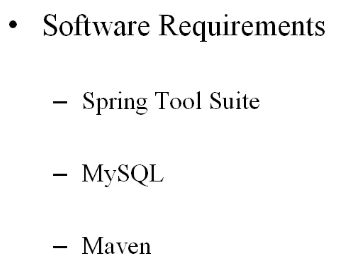 • Software Requirements
– Spring Tool Suite
– MySQL
– Maven